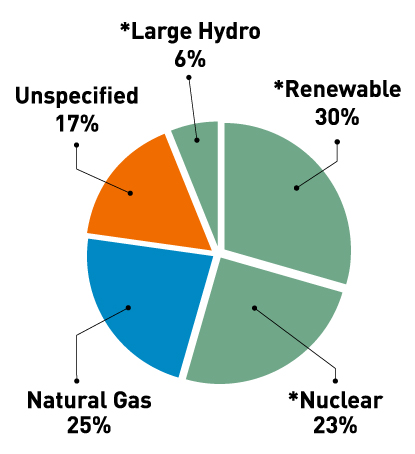 *Large Hydro
6%
*Renewable
30%
Unspecified
17%
Natural Gas
25%
*Nuclear
23%